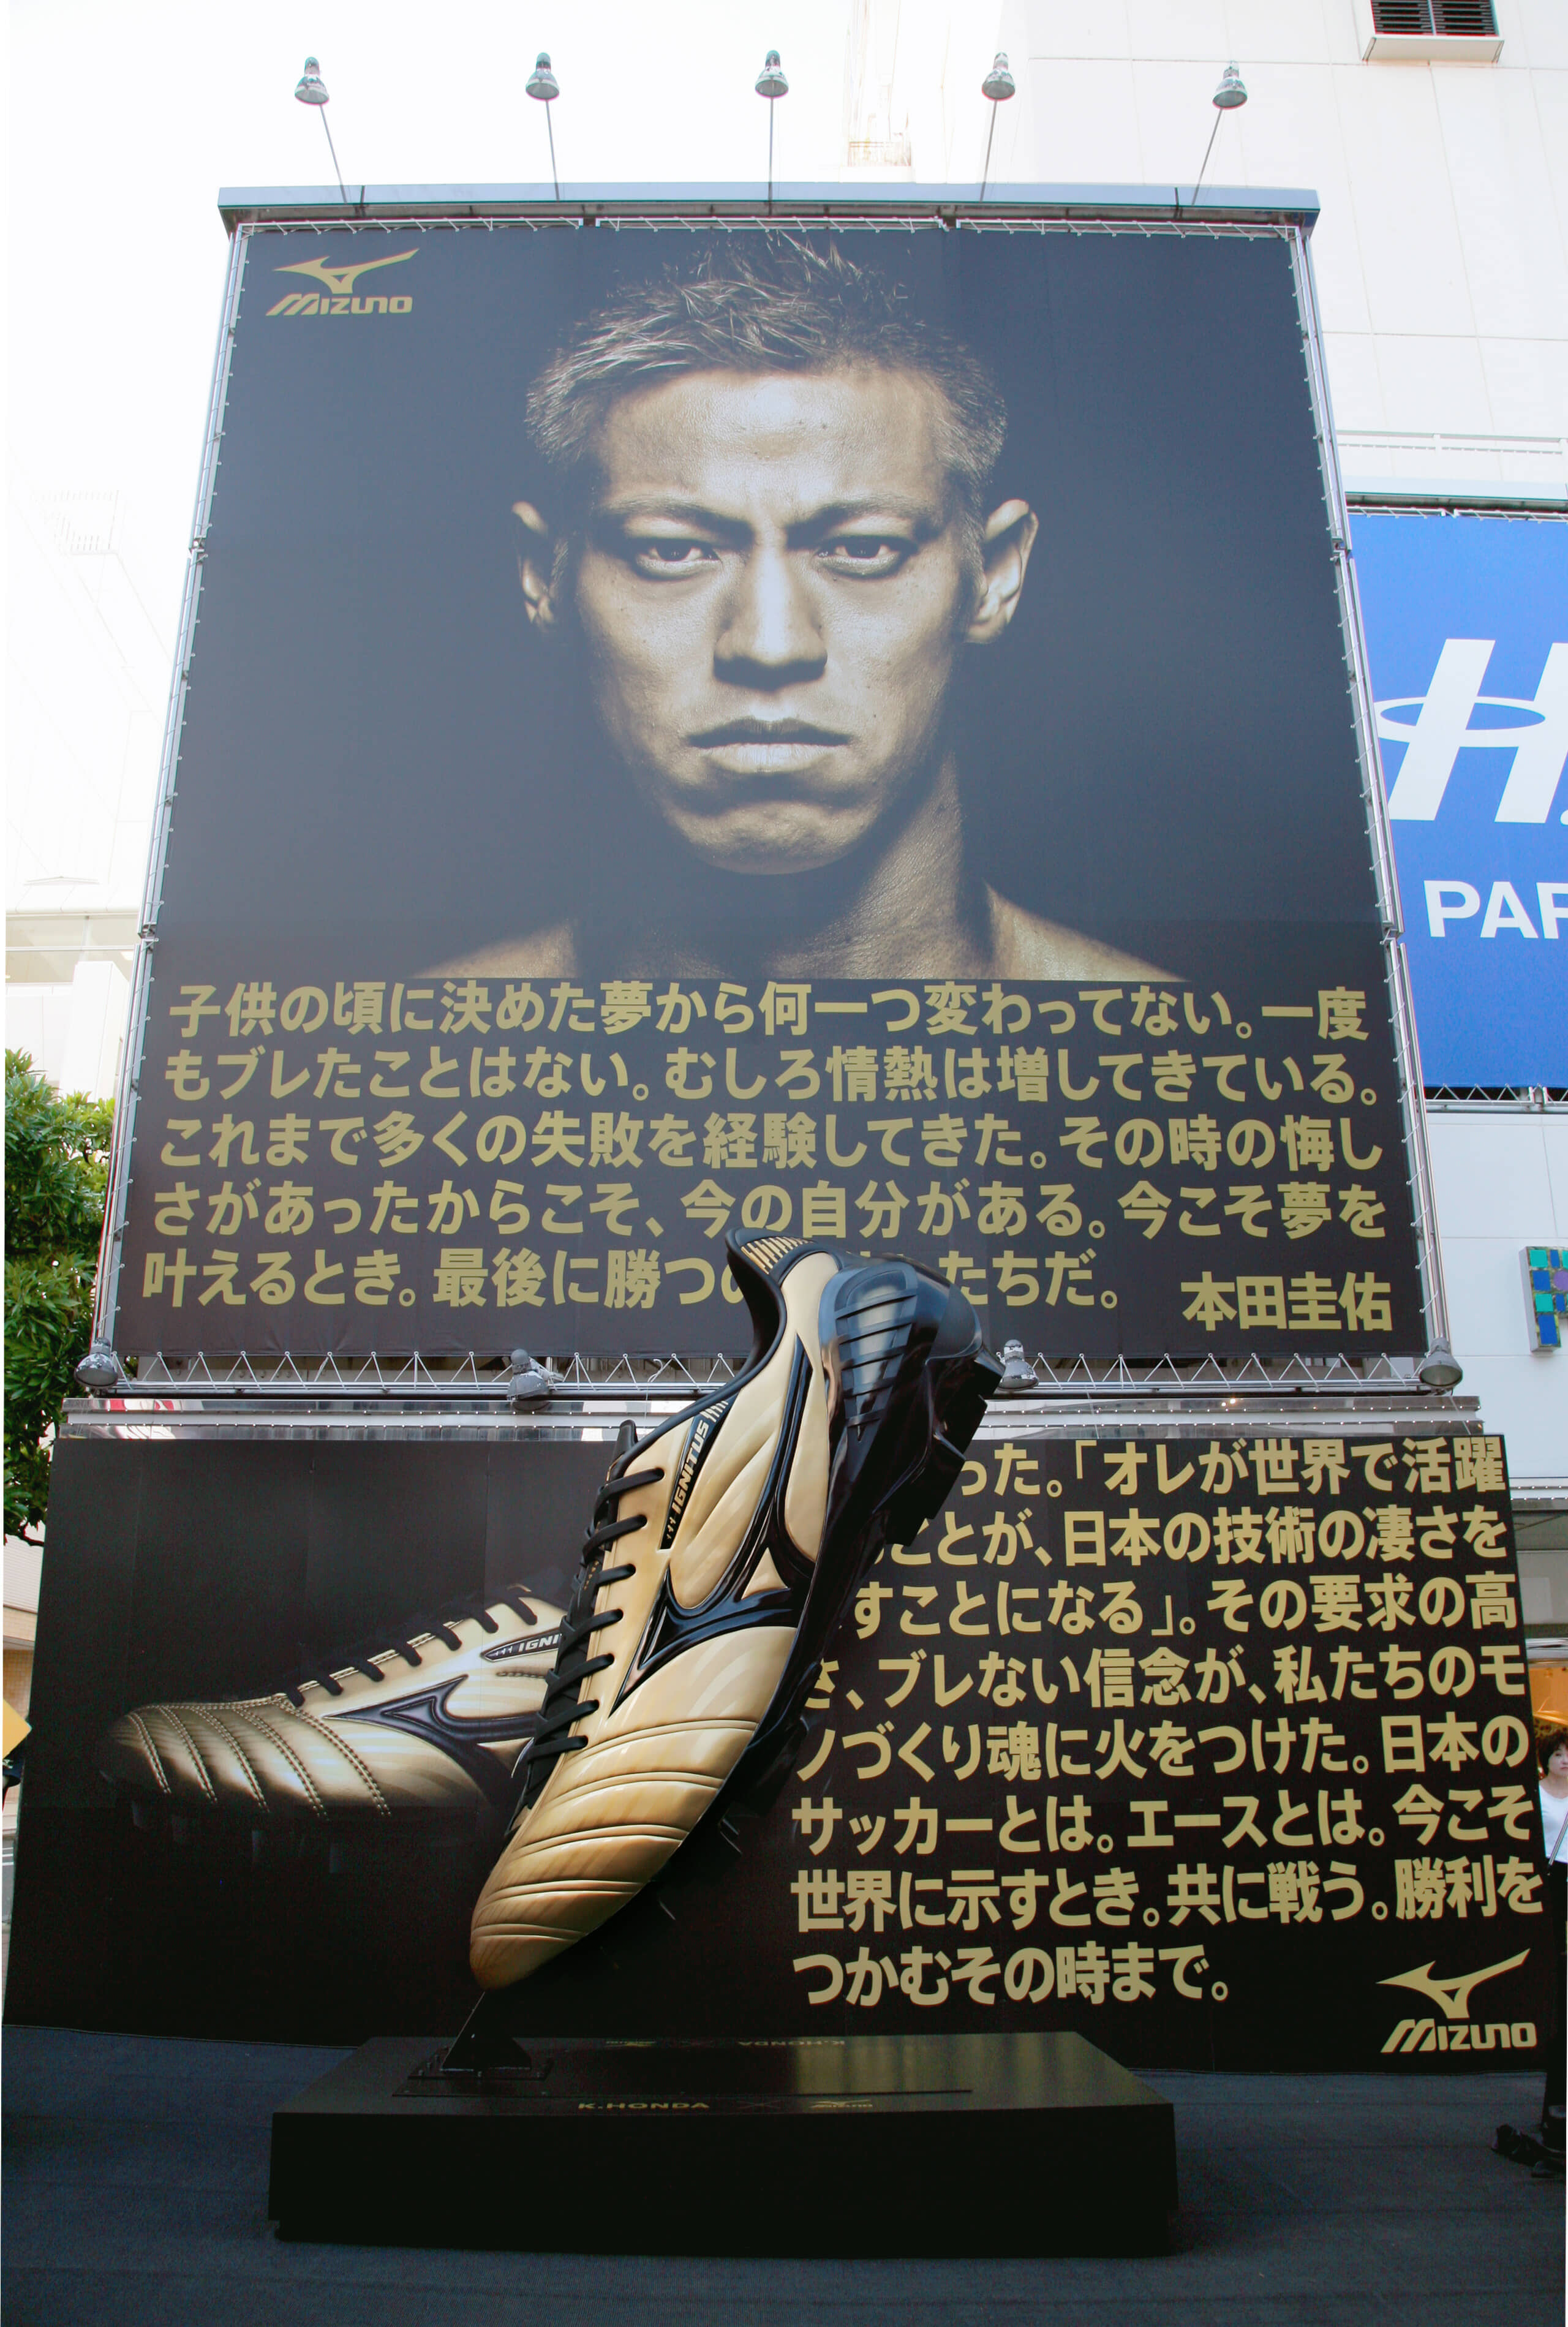 MIZUNO
子供の頃に決めた夢から何一つ変わってない。一度
もブレたことはない。むしろ情熱は増してきている。
これまで多くの失敗を経験してきた。その時の悔し
さがあったからこそ、今の自分がある。今こそ夢を
叶えるとき。最後に勝つ たちだ。
本田圭佑
H
PAR
IGNITUS
IGNI
った。「オレが世界で活躍
ことが、日本の技術の凄さを
すことになる」。その要求の高
さ、ブレない信念が、私たちのモ
ノづくり魂に火をつけた。日本の
サッカーとは。エースとは。今こそ
世界に示すとき。共に戦う。勝利を
つかむその時まで。
MIZUNO
K.HONDA X MIZUNO